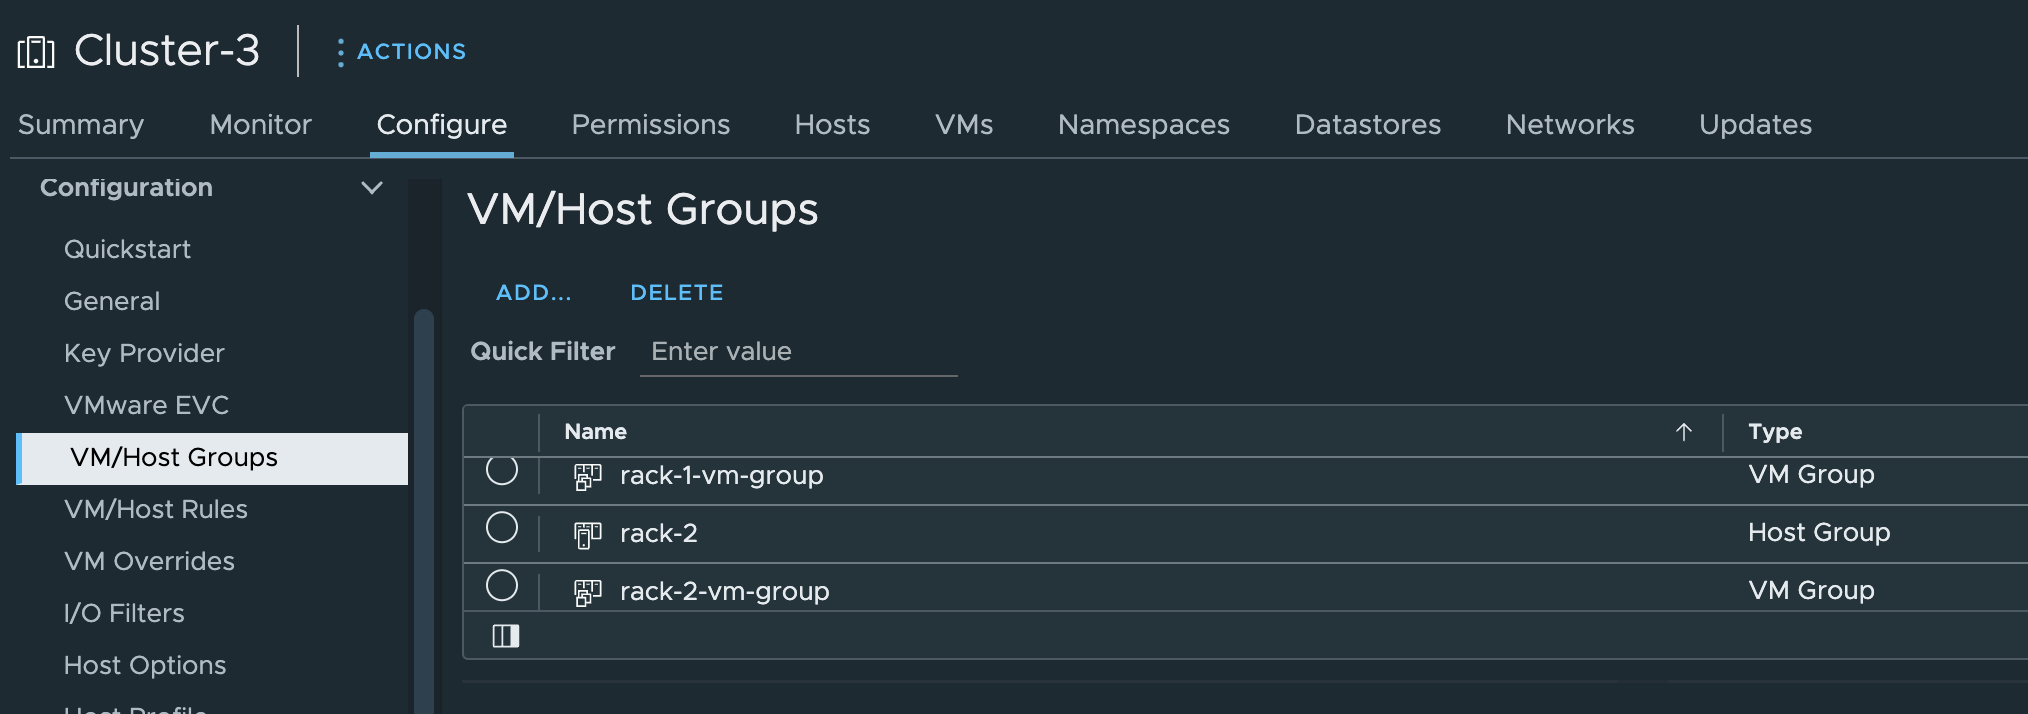 Cluster-3
ACTIONS
Summary Monitor Configure Permissions Hosts VMs Namespaces Datastores Networks Updates
Configuration
Quickstart
General
Key Provider
VMware EVC
VM/Host Groups
VM/Host Rules
VM Overrides
I/O Filters
Host Options
Host Profile
VM/Host Groups
ADD... DELETE
Quick Filter Enter value
Name Type
rack-1-vm-group VM Group
rack-2 Host Group
rack-2-vm-group VM Group